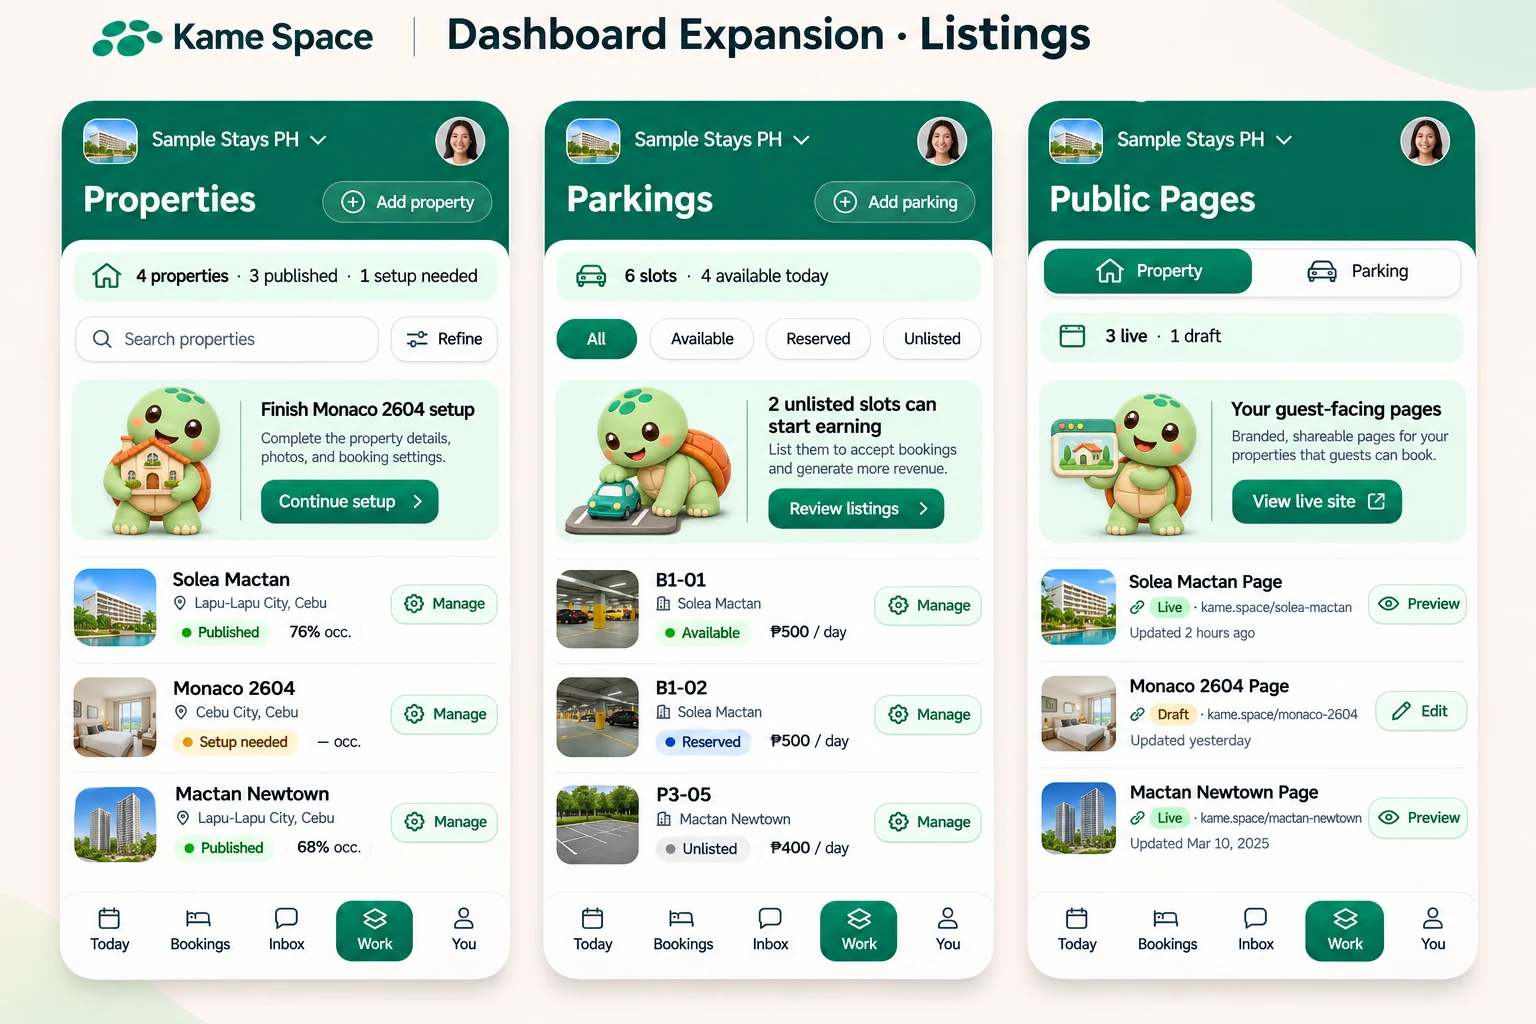 Kame Space
Dashboard Expansion · Listings
Sample Stays PH
Properties
Add property
4 properties · 3 published · 1 setup needed
Search properties
Refine
Finish Monaco 2604 setup
Complete the property details,
photos, and booking settings.
Continue setup
Solea Mactan
Lapu-Lapu City, Cebu
Published
76% occ.
Manage
Monaco 2604
Cebu City, Cebu
Setup needed
— occ.
Manage
Mactan Newtown
Lapu-Lapu City, Cebu
Published
68% occ.
Manage
Today
Bookings
Inbox
Work
You
Sample Stays PH
Parkings
Add parking
6 slots · 4 available today
All
Available
Reserved
Unlisted
2 unlisted slots can
start earning
List them to accept bookings
and generate more revenue.
Review listings
B1-01
Solea Mactan
Available
₱500 / day
Manage
B1-02
Solea Mactan
Reserved
₱500 / day
Manage
P3-05
Mactan Newtown
Unlisted
₱400 / day
Manage
Today
Bookings
Inbox
Work
You
Sample Stays PH
Public Pages
Property
Parking
3 live · 1 draft
Your guest-facing pages
Branded, shareable pages for your
properties that guests can book.
View live site
Solea Mactan Page
Live · kame.space/solea-mactan
Updated 2 hours ago
Preview
Monaco 2604 Page
Draft · kame.space/monaco-2604
Updated yesterday
Edit
Mactan Newtown Page
Live · kame.space/mactan-newtown
Updated Mar 10, 2025
Preview
Today
Bookings
Inbox
Work
You